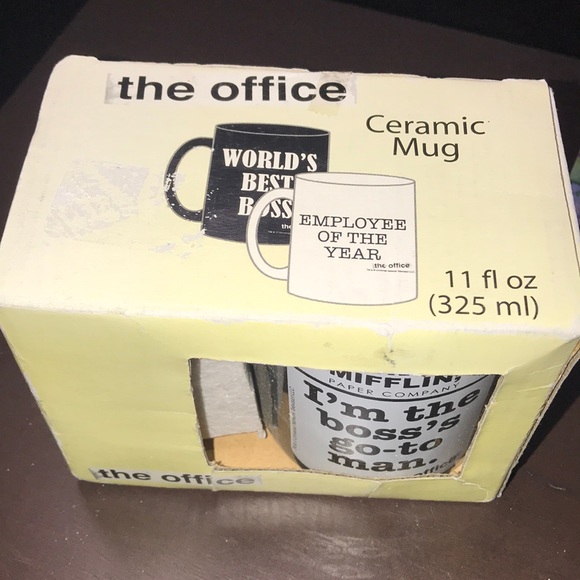 the office
Ceramic
Mug
WORLD'S
BEST
EMPLOYEE
OF THE
YEAR
the office
11 fl oz
(325 ml)
MIFFLIN,
PAPER COMPANY
I'm the
boss's
go-to
man.
the office